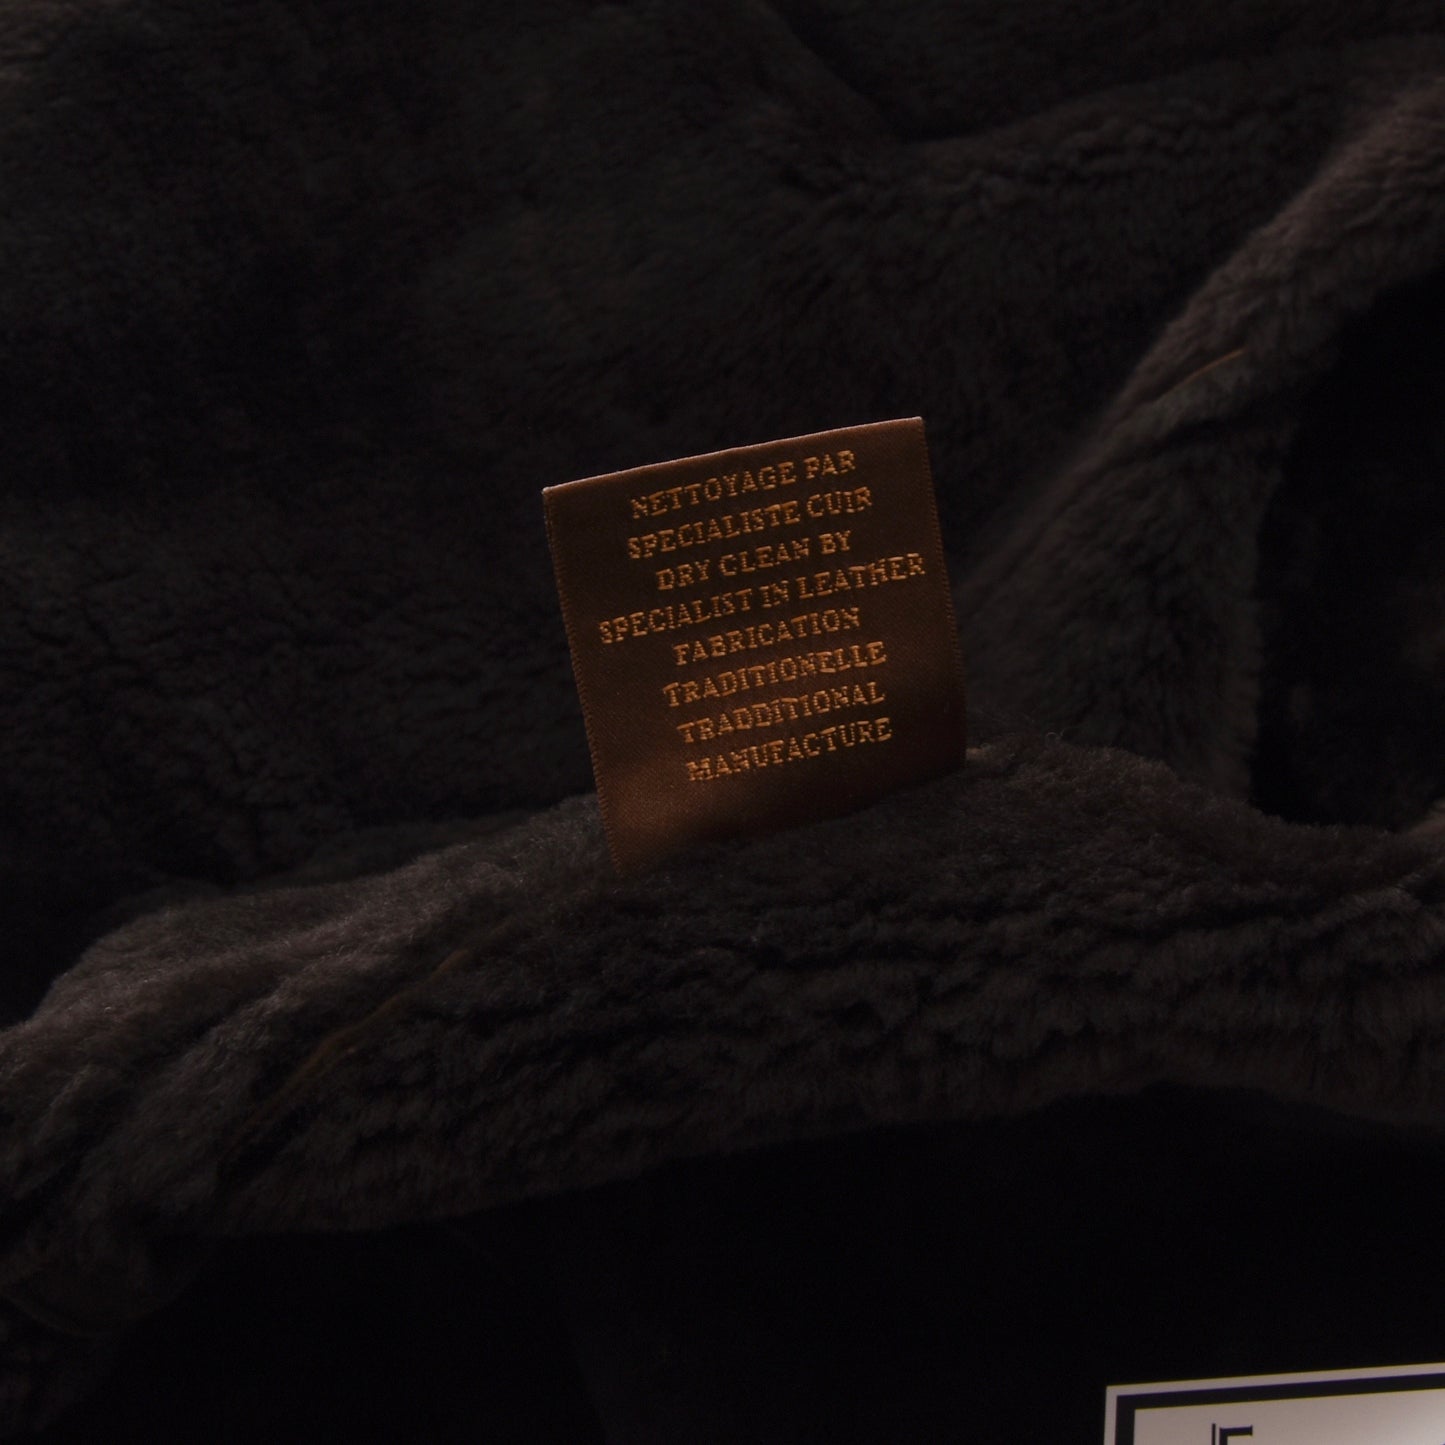 NETTOYAGE PAR
SPECIALISTE CUIR
DRY CLEAN BY
SPECIALIST IN LEATHER
FABRICATION
TRADITIONELLE
TRADDITIONAL
MANUFACTURE